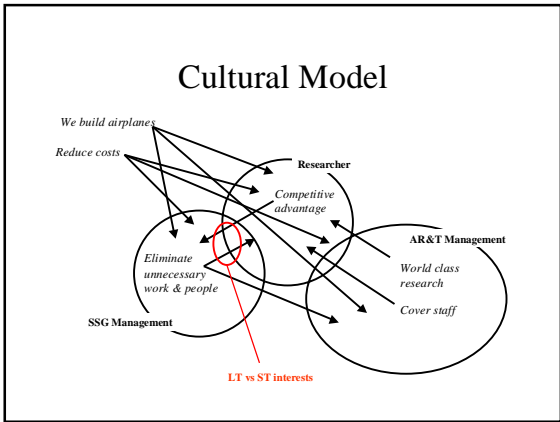 Cultural Model
We build airplanes
Reduce costs
Researcher
Competitive
advantage
AR&T Management
Eliminate
unnecessary
work & people
World class
research
Cover staff
SSG Management
LT vs ST interests